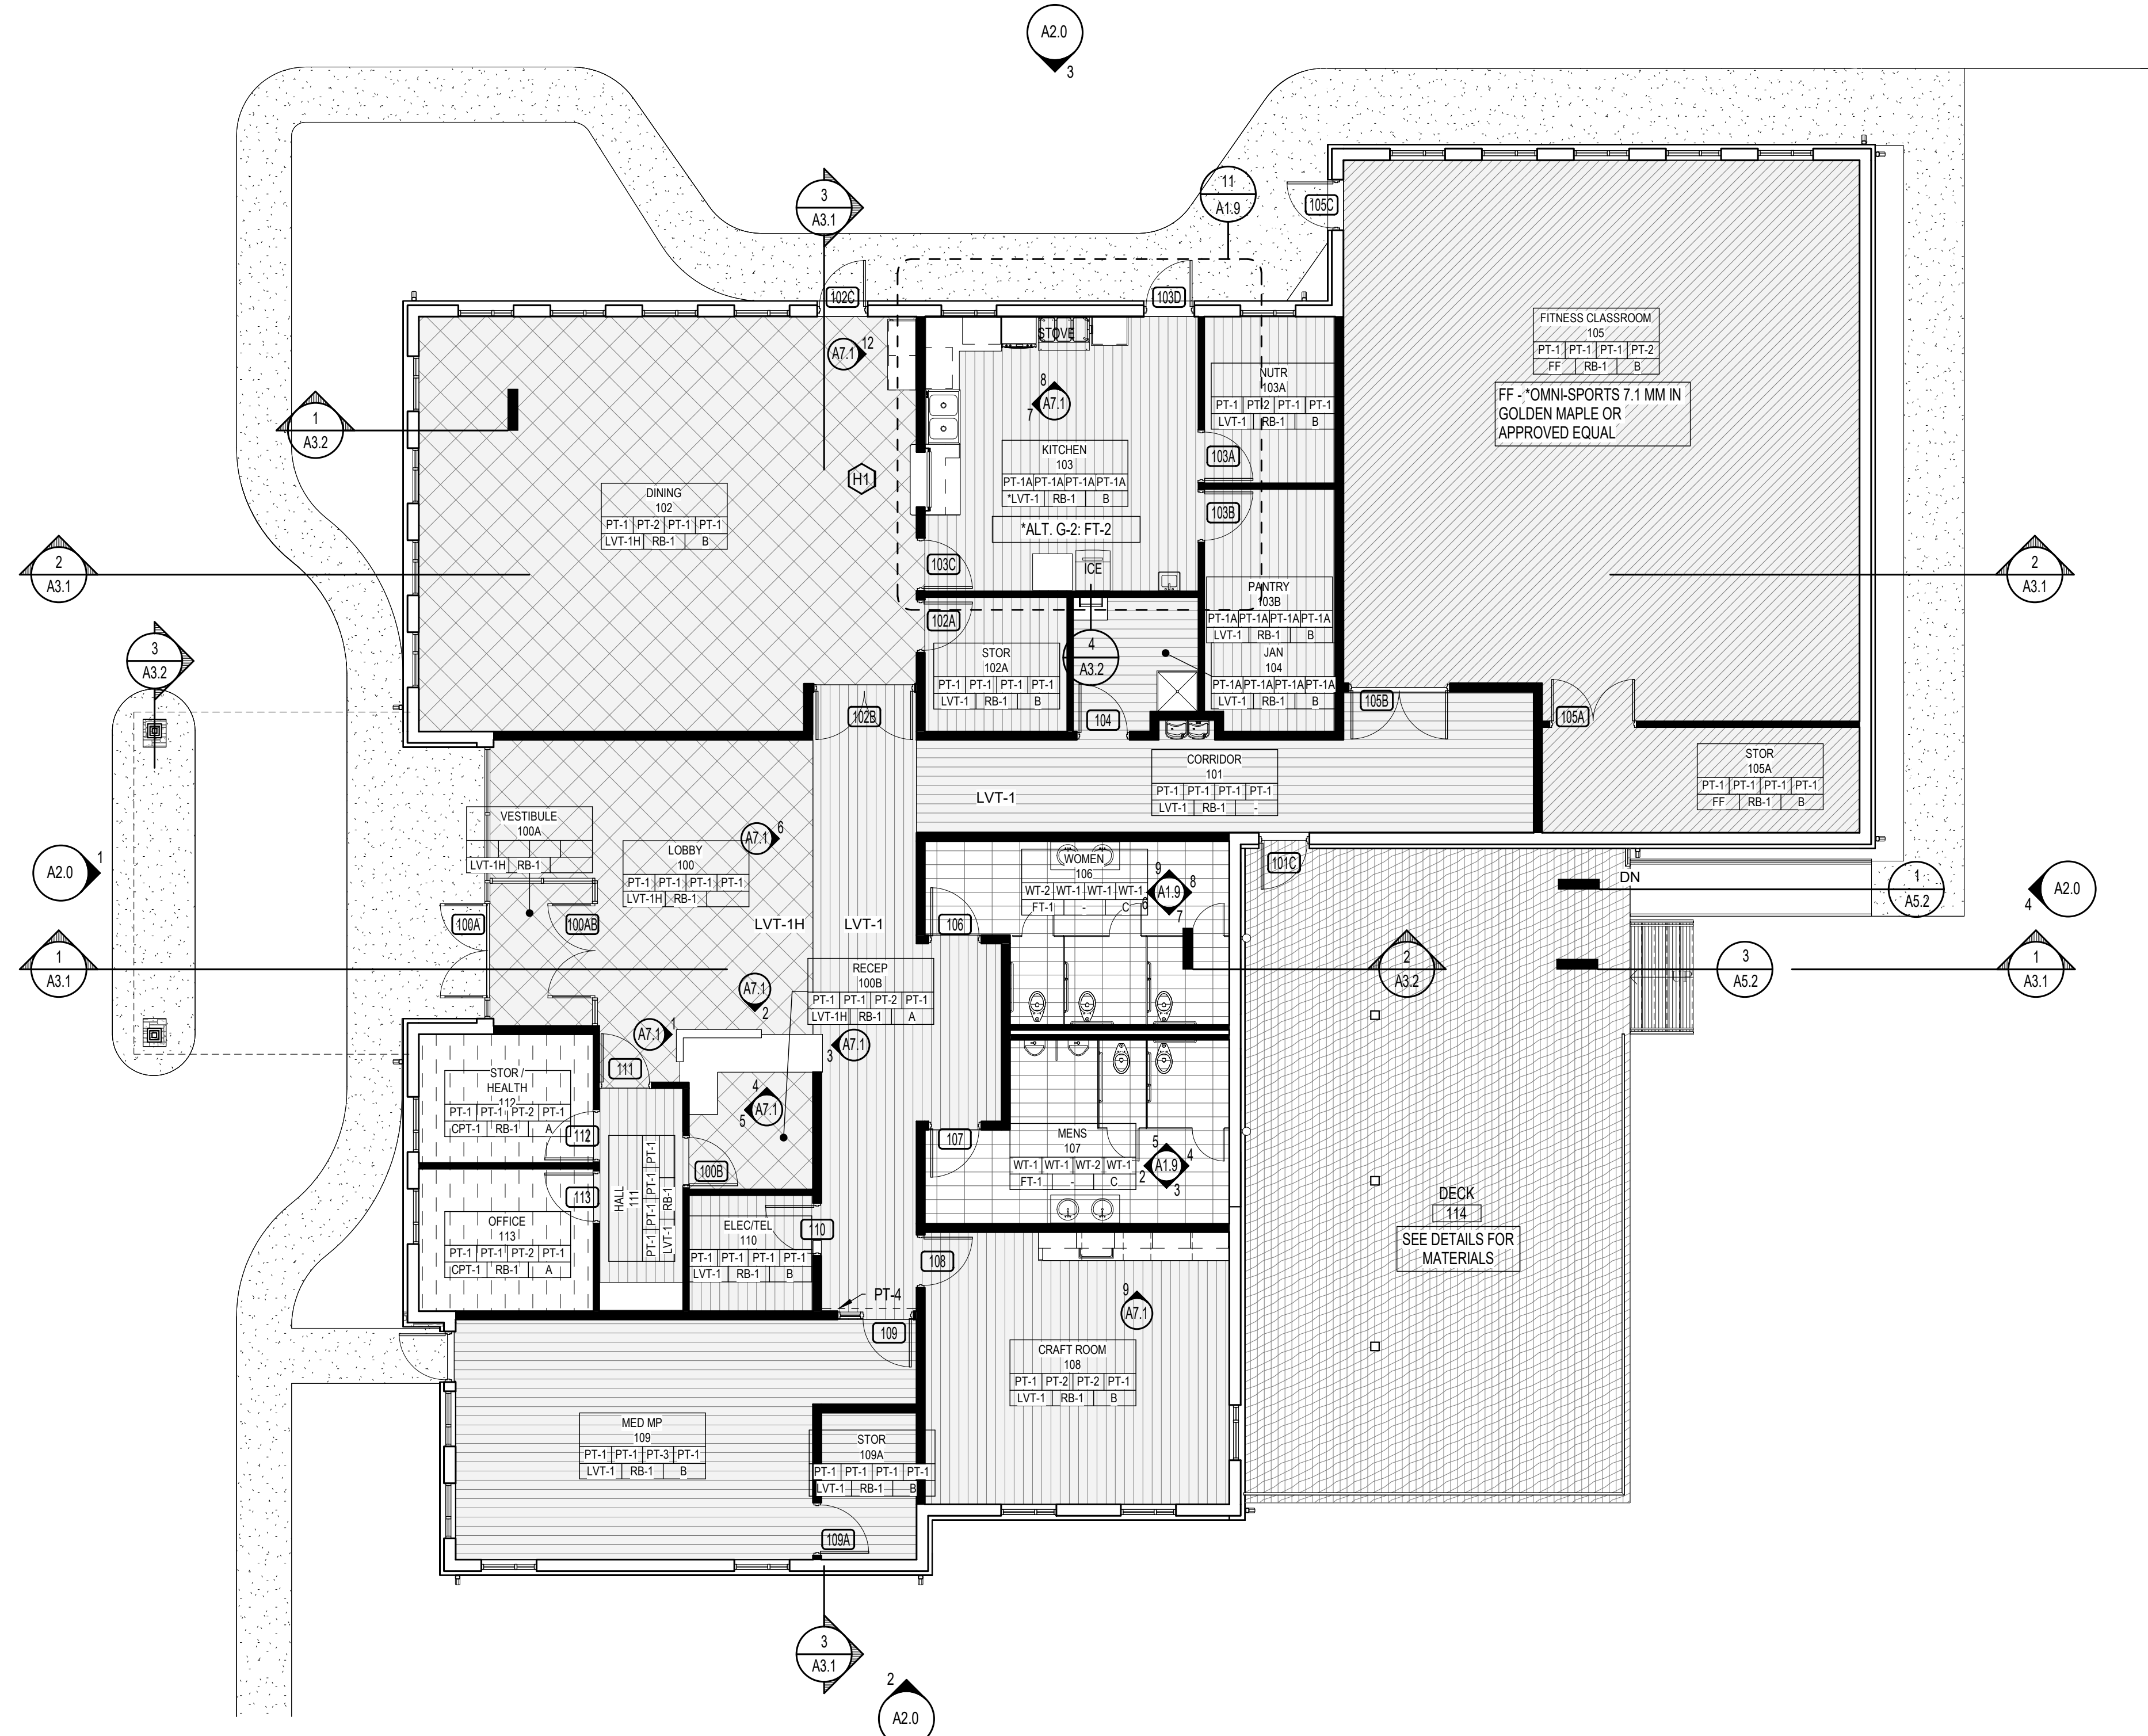 A2.0
3
3
A3.1
11
A1.9
105C
102C
103D
STOVE
A7.1
12
FITNESS CLASSROOM
105
PT-1 PT-1 PT-1 PT-2
FF RB-1 B
FF - *OMNI-SPORTS 7.1 MM IN
GOLDEN MAPLE OR
APPROVED EQUAL
NUTR
103A
PT-1 PT-2 PT-1 PT-1
LVT-1 RB-1 B
8
7
A7.1
1
A3.2
KITCHEN
103
PT-1A PT-1A PT-1A PT-1A
*LVT-1 RB-1 B
*ALT. G-2: FT-2
103A
H1
DINING
102
PT-1 PT-2 PT-1 PT-1
LVT-1H RB-1 B
103B
2
A3.1
103C
ICE
2
A3.1
PANTRY
103B
PT-1A PT-1A PT-1A PT-1A
LVT-1 RB-1 B
102A
STOR
102A
PT-1 PT-1 PT-1 PT-1
LVT-1 RB-1 B
4
A3.2
JAN
104
PT-1A PT-1A PT-1A PT-1A
LVT-1 RB-1 B
3
A3.2
102B
104
105B
105A
CORRIDOR
101
PT-1 PT-1 PT-1 PT-1
LVT-1 RB-1 -
LVT-1
STOR
105A
PT-1 PT-1 PT-1 PT-1
FF RB-1 B
VESTIBULE
100A
LVT-1H RB-1
LOBBY
100
PT-1 PT-1 PT-1 PT-1
LVT-1H RB-1
A7.1
6
A2.0
1
WOMEN
106
WT-2 WT-1 WT-1 WT-1
FT-1 - C
9
8
A1.9
6
7
101C
DN
1
A5.2
A2.0
4
100A
100AB
LVT-1H
LVT-1
106
1
A3.1
RECEP
100B
PT-1 PT-1 PT-2 PT-1
LVT-1H RB-1 A
A7.1
2
2
A3.2
3
A5.2
1
A3.1
A7.1
1
3
A7.1
111
STOR /
HEALTH
112
PT-1 PT-1 PT-2 PT-1
CPT-1 RB-1 A
4
A7.1
5
112
107
MENS
107
WT-1 WT-1 WT-2 WT-1
FT-1 - C
5
4
A1.9
2
3
100B
113
HALL
111
PT-1 PT-1 PT-1 PT-1
LVT-1 RB-1
OFFICE
113
PT-1 PT-1 PT-2 PT-1
CPT-1 RB-1 A
ELEC/TEL
110
PT-1 PT-1 PT-1 PT-1
LVT-1 RB-1 B
110
DECK
114
SEE DETAILS FOR
MATERIALS
108
PT-4
109
9
A7.1
CRAFT ROOM
108
PT-1 PT-2 PT-2 PT-1
LVT-1 RB-1 B
MED MP
109
PT-1 PT-1 PT-3 PT-1
LVT-1 RB-1 B
STOR
109A
PT-1 PT-1 PT-1 PT-1
LVT-1 RB-1 B
109A
3
A3.1
2
A2.0